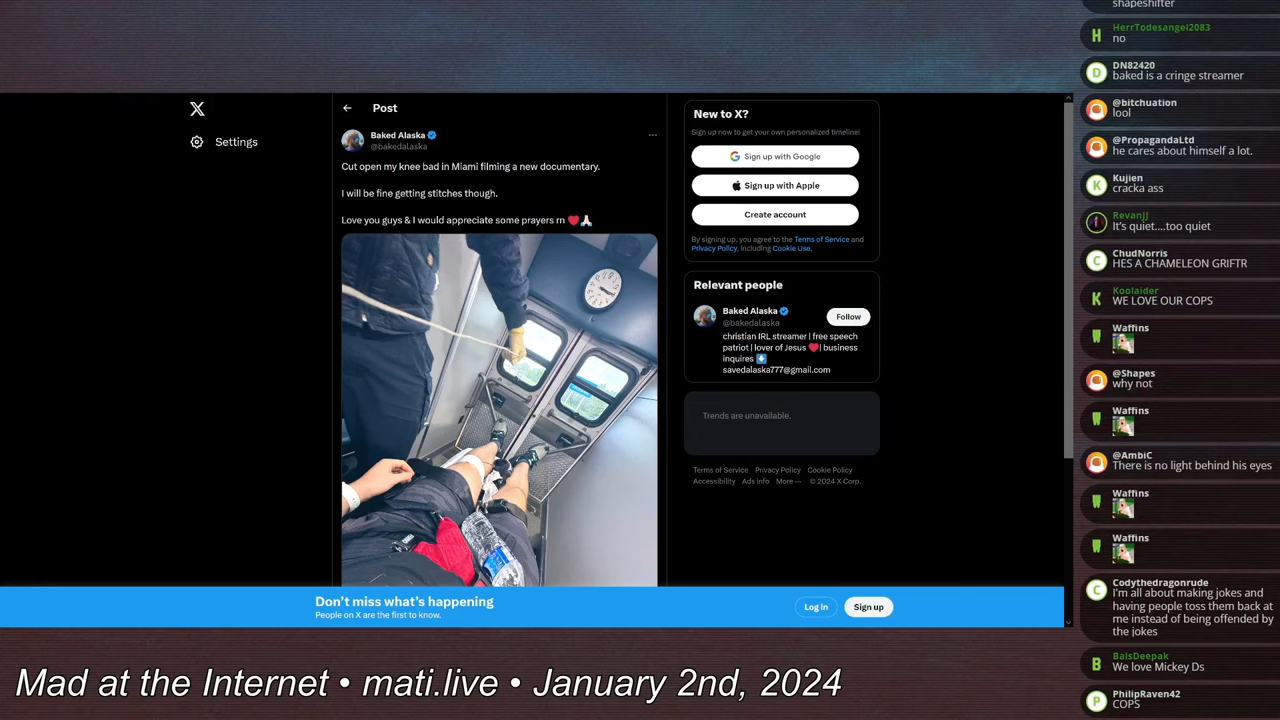 Settings
Post
Baked Alaska
@bakedalaska
Cut open my knee bad in Miami filming a new documentary.
I will be fine getting stitches though.
Love you guys & I would appreciate some prayers rn ❤️🙏🏻
New to X?
Sign up now to get your own personalized timeline!
Sign up with Google
Sign up with Apple
Create account
By signing up, you agree to the Terms of Service and
Privacy Policy, including Cookie Use.
Relevant people
Baked Alaska
@bakedalaska
Follow
christian IRL streamer | free speech
patriot | lover of Jesus ❤️| business
inquires ⬇️
savedalaska777@gmail.com
Trends are unavailable.
Terms of Service Privacy Policy Cookie Policy
Accessibility Ads info More — © 2024 X Corp.
Don’t miss what’s happening
People on X are the first to know.
Log in
Sign up
Mad at the Internet • mati.live • January 2nd, 2024
shapeshifter
HerrTodesangel2083
no
DN82420
baked is a cringe streamer
@bitchuation
lool
@PropagandaLtd
he cares about himself a lot.
Kujien
cracka ass
RevanJJ
It's quiet....too quiet
ChudNorris
HES A CHAMELEON GRIFTR
Koolaider
WE LOVE OUR COPS
Waffins
@Shapes
why not
Waffins
@AmbiC
There is no light behind his eyes
Waffins
Waffins
Codythedragonrude
I'm all about making jokes and
having people toss them back at
me instead of being offended by
the jokes
BalsDeepak
We love Mickey Ds
PhilipRaven42
COPS